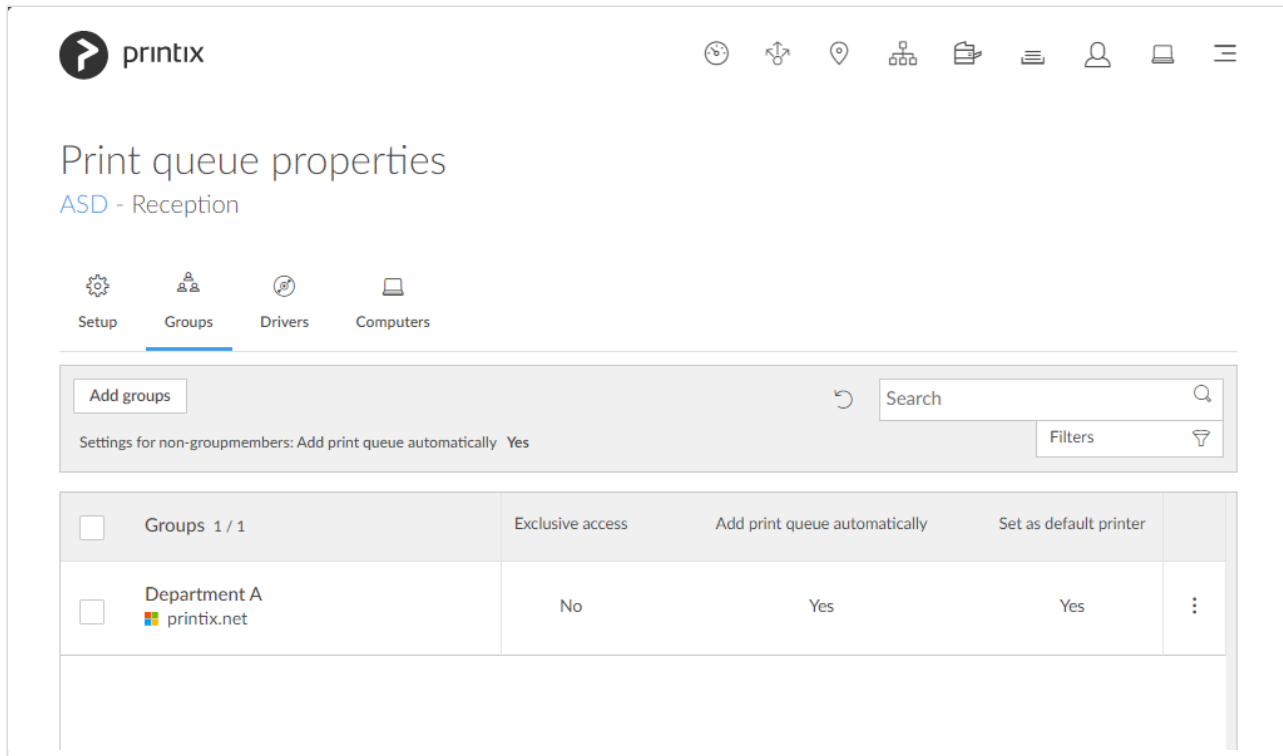 printix
Print queue properties
ASD - Reception
Setup Groups Drivers Computers
Add groups
Search
Settings for non-groupmembers: Add print queue automatically Yes
Filters
Groups 1 / 1 Exclusive access Add print queue automatically Set as default printer
Department A
printix.net
No Yes Yes